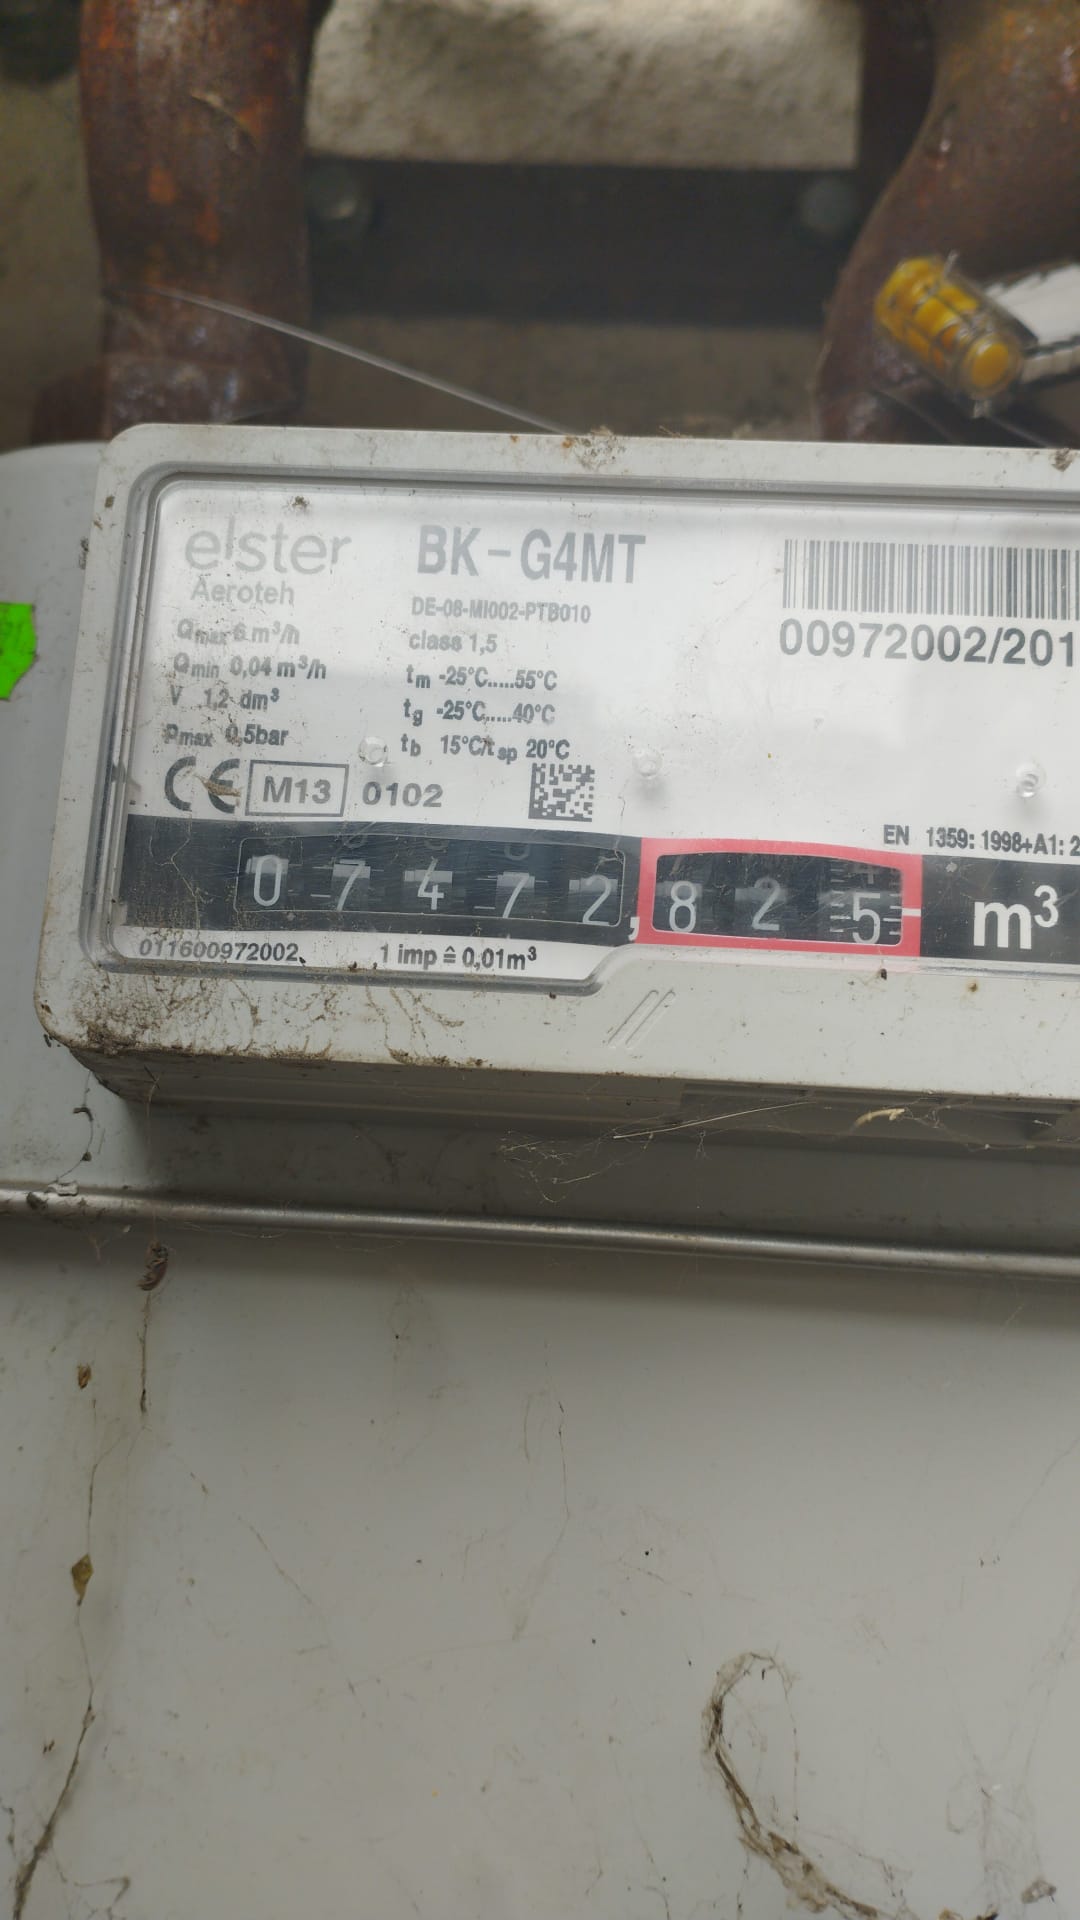 elster
Aeroteh
Qmax 6 m³/h
Qmin 0,04 m³/h
V 1,2 dm³
Pmax 0,5bar
CE M13 0102
BK-G4MT
DE-08-MI002-PTB010
class 1,5
tm -25°C.....55°C
tg -25°C.....40°C
tb 15°C/tsp 20°C
00972002/201
EN 1359: 1998+A1: 2
07472,825 m³
011600972002
1 imp ≙ 0,01m³